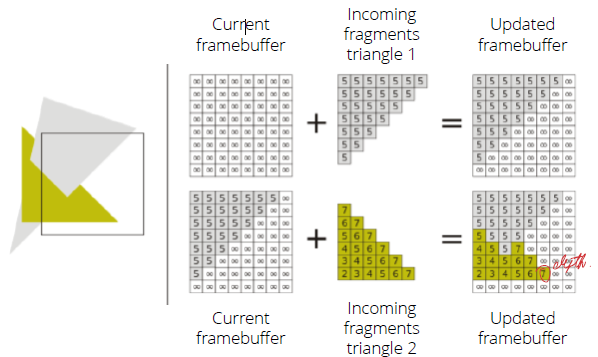 Current
framebuffer
Incoming
fragments
triangle 1
Updated
framebuffer
∞ ∞ ∞ ∞ ∞ ∞ ∞ ∞
∞ ∞ ∞ ∞ ∞ ∞ ∞ ∞
∞ ∞ ∞ ∞ ∞ ∞ ∞ ∞
∞ ∞ ∞ ∞ ∞ ∞ ∞ ∞
∞ ∞ ∞ ∞ ∞ ∞ ∞ ∞
∞ ∞ ∞ ∞ ∞ ∞ ∞ ∞
∞ ∞ ∞ ∞ ∞ ∞ ∞ ∞
∞ ∞ ∞ ∞ ∞ ∞ ∞ ∞
+
5 5 5 5 5 5 5
5 5 5 5 5 5
5 5 5 5 5
5 5 5 5
5 5 5
5 5
5
=
5 5 5 5 5 5 5 ∞
5 5 5 5 5 5 ∞ ∞
5 5 5 5 5 ∞ ∞ ∞
5 5 5 5 ∞ ∞ ∞ ∞
5 5 5 ∞ ∞ ∞ ∞ ∞
5 5 ∞ ∞ ∞ ∞ ∞ ∞
5 ∞ ∞ ∞ ∞ ∞ ∞ ∞
∞ ∞ ∞ ∞ ∞ ∞ ∞ ∞
5 5 5 5 5 5 5 ∞
5 5 5 5 5 5 ∞ ∞
5 5 5 5 5 ∞ ∞ ∞
5 5 5 5 ∞ ∞ ∞ ∞
5 5 5 ∞ ∞ ∞ ∞ ∞
5 5 ∞ ∞ ∞ ∞ ∞ ∞
5 ∞ ∞ ∞ ∞ ∞ ∞ ∞
∞ ∞ ∞ ∞ ∞ ∞ ∞ ∞
+
7
6 7
5 6 7
4 5 6 7
3 4 5 6 7
2 3 4 5 6 7
=
5 5 5 5 5 5 5 ∞
5 5 5 5 5 5 ∞ ∞
5 5 5 5 5 ∞ ∞ ∞
5 5 5 5 ∞ ∞ ∞ ∞
4 5 5 7 ∞ ∞ ∞ ∞
3 4 5 6 7 ∞ ∞ ∞
2 3 4 5 6 7 ∞ ∞
∞ ∞ ∞ ∞ ∞ ∞ ∞ ∞
depth.
Current
framebuffer
Incoming
fragments
triangle 2
Updated
framebuffer